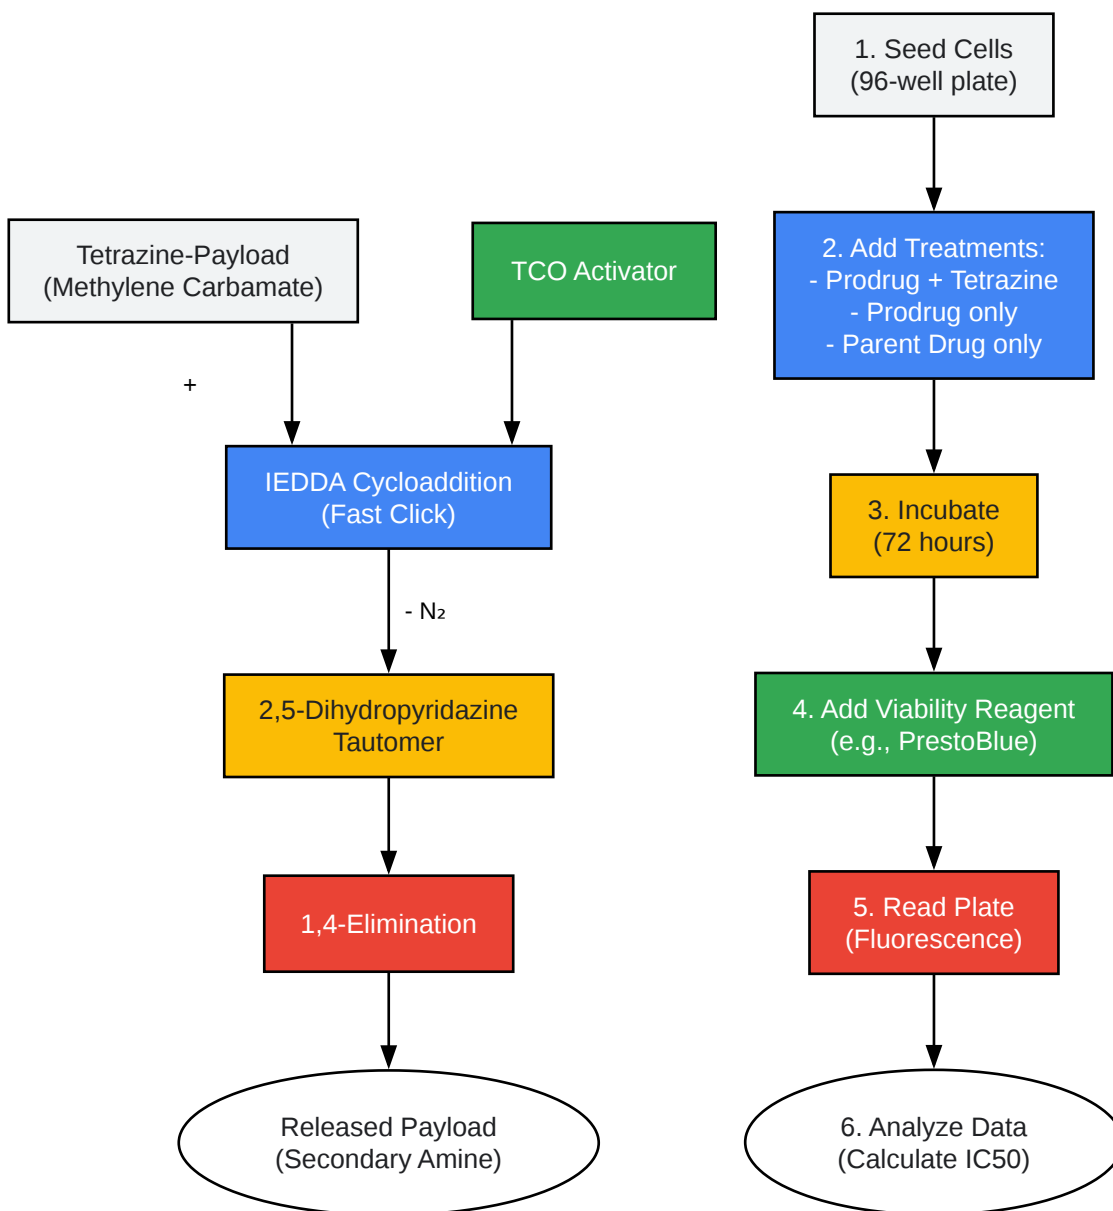 Tetrazine-Payload
(Methylene Carbamate)
TCO Activator
+
IEDDA Cycloaddition
(Fast Click)
- N₂
2,5-Dihydropyridazine
Tautomer
1,4-Elimination
Released Payload
(Secondary Amine)
1. Seed Cells
(96-well plate)
2. Add Treatments:
- Prodrug + Tetrazine
- Prodrug only
- Parent Drug only
3. Incubate
(72 hours)
4. Add Viability Reagent
(e.g., PrestoBlue)
5. Read Plate
(Fluorescence)
6. Analyze Data
(Calculate IC50)